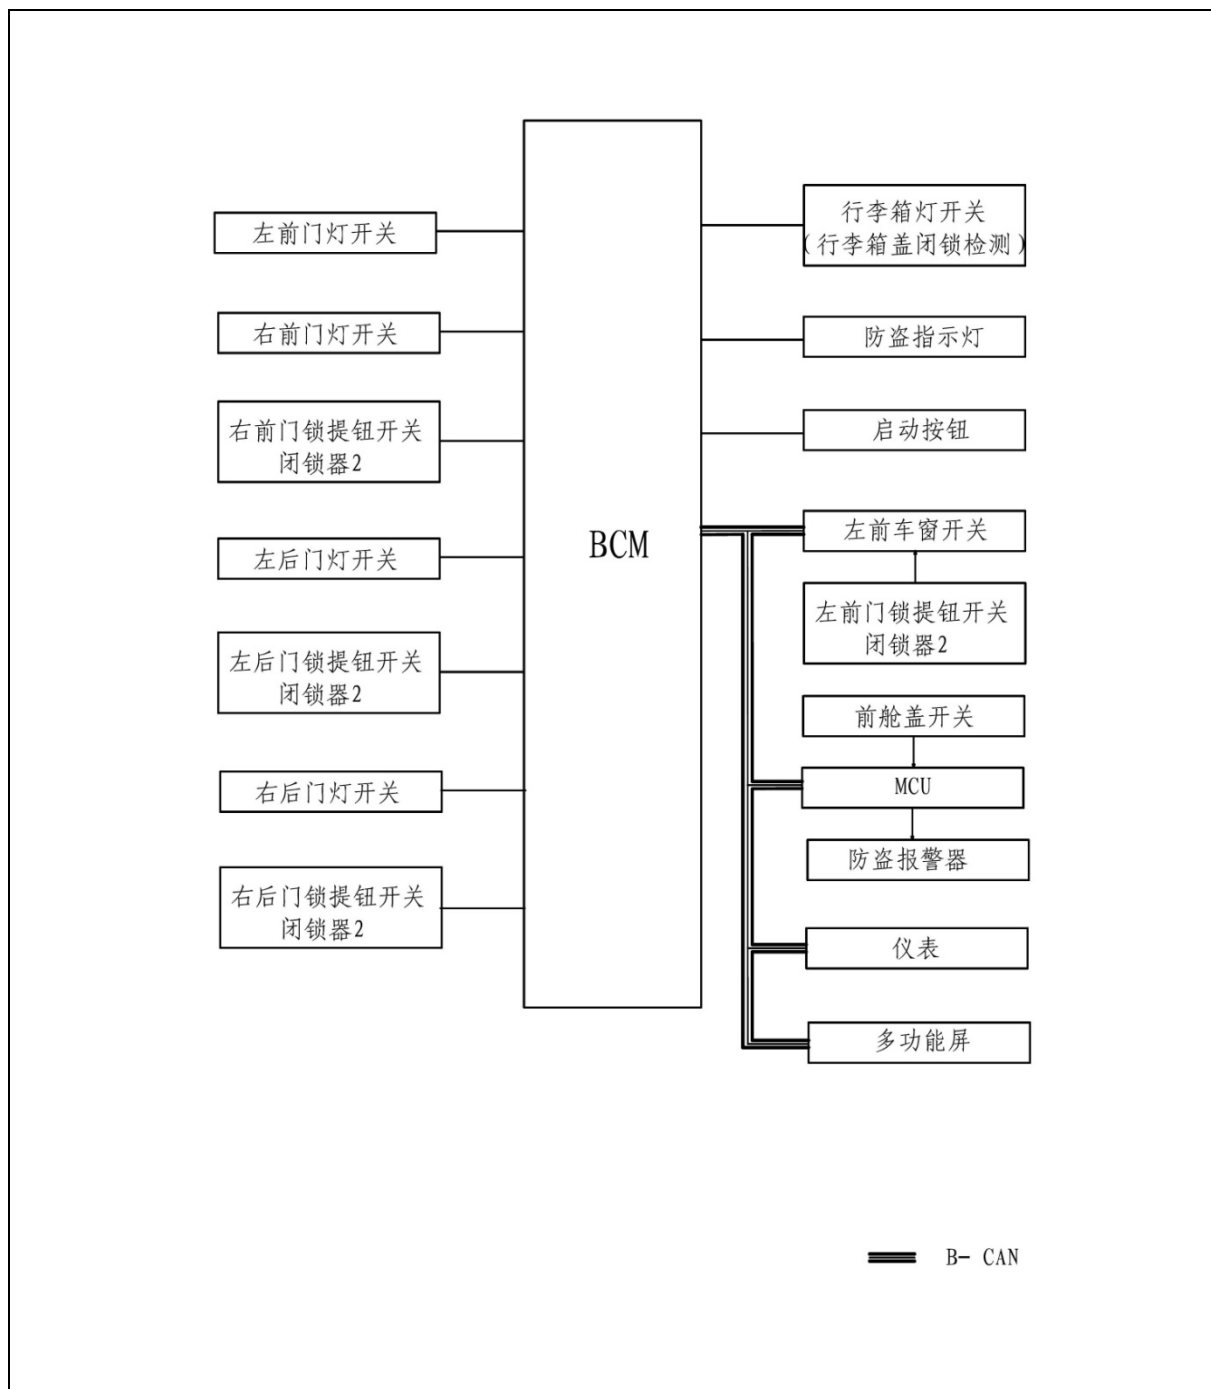 左前门灯开关
右前门灯开关
右前门锁提钮开关
闭锁器2
左后门灯开关
左后门锁提钮开关
闭锁器2
右后门灯开关
右后门锁提钮开关
闭锁器2
BCM
行李箱灯开关
(行李箱盖闭锁检测)
防盗指示灯
启动按钮
左前车窗开关
左前门锁提钮开关
闭锁器2
前舱盖开关
MCU
防盗报警器
仪表
多功能屏
B- CAN